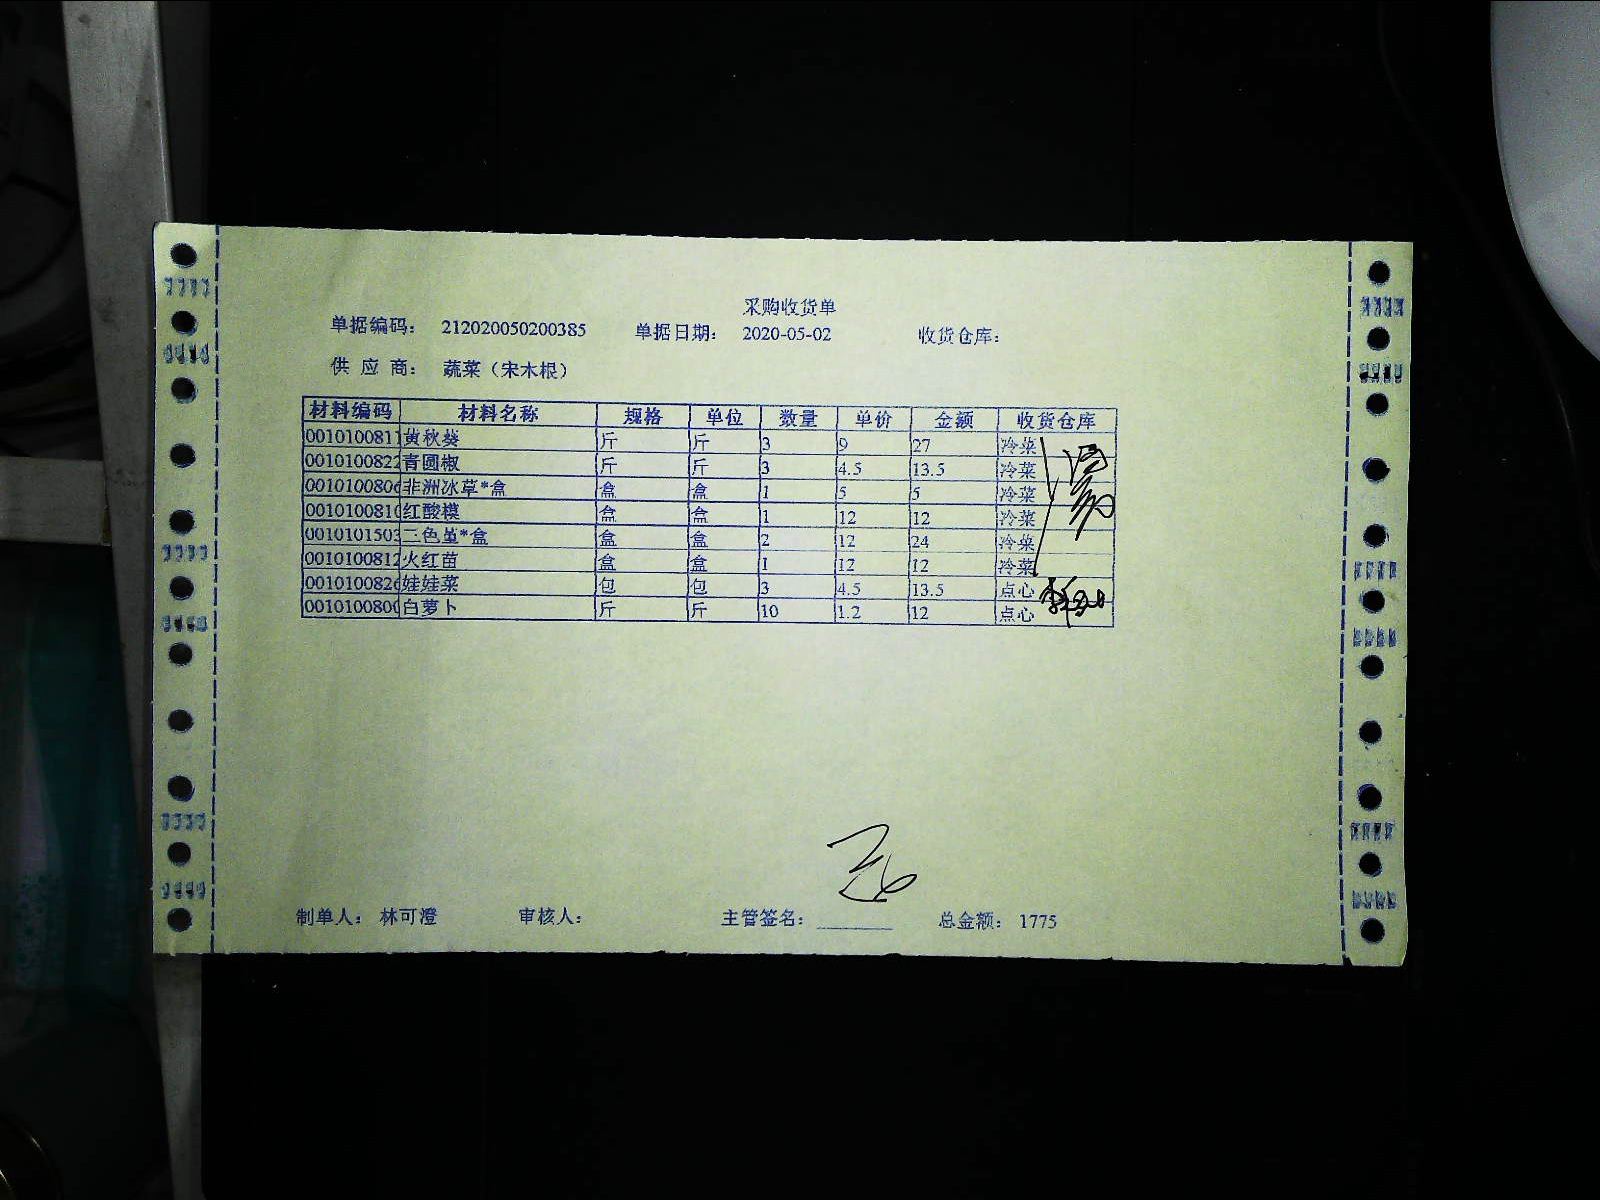 采购收货单
单据编码： 212020050200385 单据日期： 2020-05-02 收货仓库：
供 应 商： 蔬菜（宋木根）
材料编码 材料名称 规格 单位 数量 单价 金额 收货仓库
0010100811 黄秋葵 斤 斤 3 9 27 冷菜
0010100822 青圆椒 斤 斤 3 4.5 13.5 冷菜
001010080 非洲冰草*盒 盒 盒 1 5 5 冷菜
001010081 红酸模 盒 盒 1 12 12 冷菜
001010150 三色堇*盒 盒 盒 2 12 24 冷菜
001010081 火红苗 盒 盒 1 12 12 冷菜
001010082 娃娃菜 包 包 3 4.5 13.5 点心
001010080 白萝卜 斤 斤 10 1.2 12 点心
制单人： 林可澄 审核人： 主管签名： 总金额： 1775